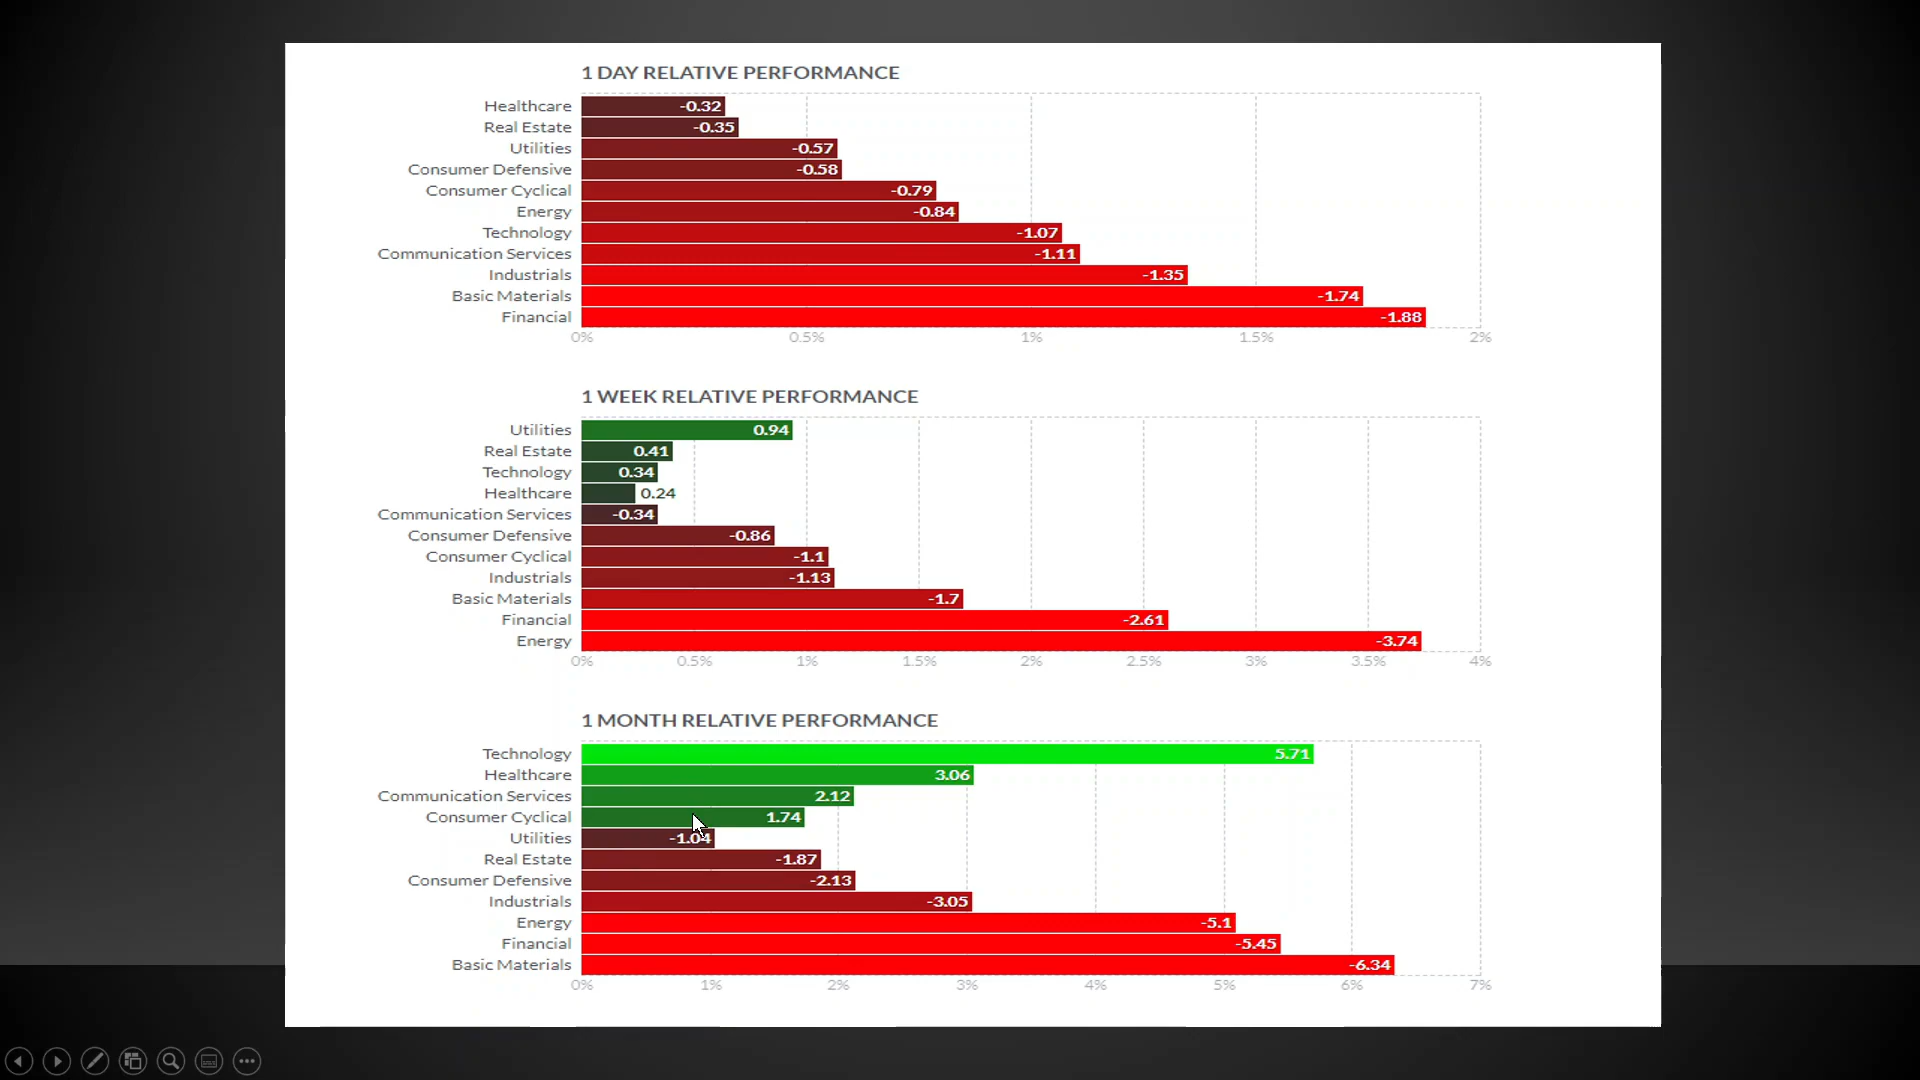 1 DAY RELATIVE PERFORMANCE
Healthcare -0.32
Real Estate -0.35
Utilities -0.57
Consumer Defensive -0.58
Consumer Cyclical -0.79
Energy -0.84
Technology -1.07
Communication Services -1.11
Industrials -1.35
Basic Materials -1.74
Financial -1.88
0% 0.5% 1% 1.5% 2%
1 WEEK RELATIVE PERFORMANCE
Utilities 0.94
Real Estate 0.41
Technology 0.34
Healthcare 0.24
Communication Services -0.34
Consumer Defensive -0.86
Consumer Cyclical -1.1
Industrials -1.13
Basic Materials -1.7
Financial -2.61
Energy -3.74
0% 0.5% 1% 1.5% 2% 2.5% 3% 3.5% 4%
1 MONTH RELATIVE PERFORMANCE
Technology 5.71
Healthcare 3.06
Communication Services 2.12
Consumer Cyclical 1.74
Utilities -1.04
Real Estate -1.87
Consumer Defensive -2.13
Industrials -3.05
Energy -5.1
Financial -5.45
Basic Materials -6.34
0% 1% 2% 3% 4% 5% 6% 7%